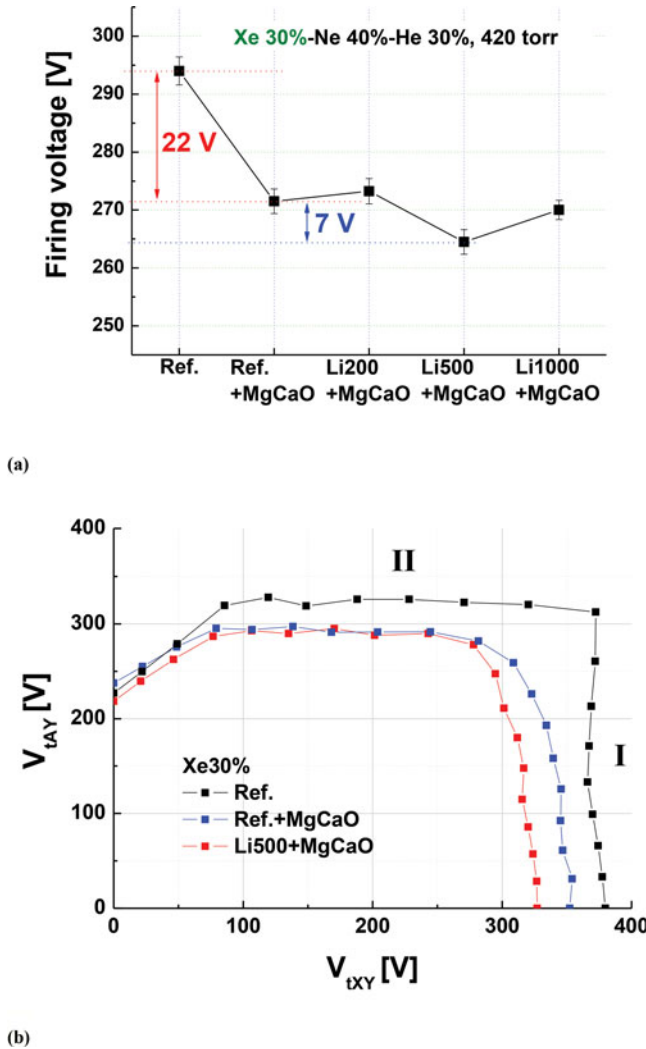 Xe 30%-Ne 40%-He 30%, 420 torr
Firing voltage [V]
300
290
280
270
260
250
22 V
7 V
Ref. Ref. Li200 Li500 Li1000
+MgCaO +MgCaO +MgCaO +MgCaO
(a)
400
300
200
100
0
V_tAY [V]
II
I
Xe30%
Ref.
Ref.+MgCaO
Li500+MgCaO
0 100 200 300 400
V_tXY [V]
(b)